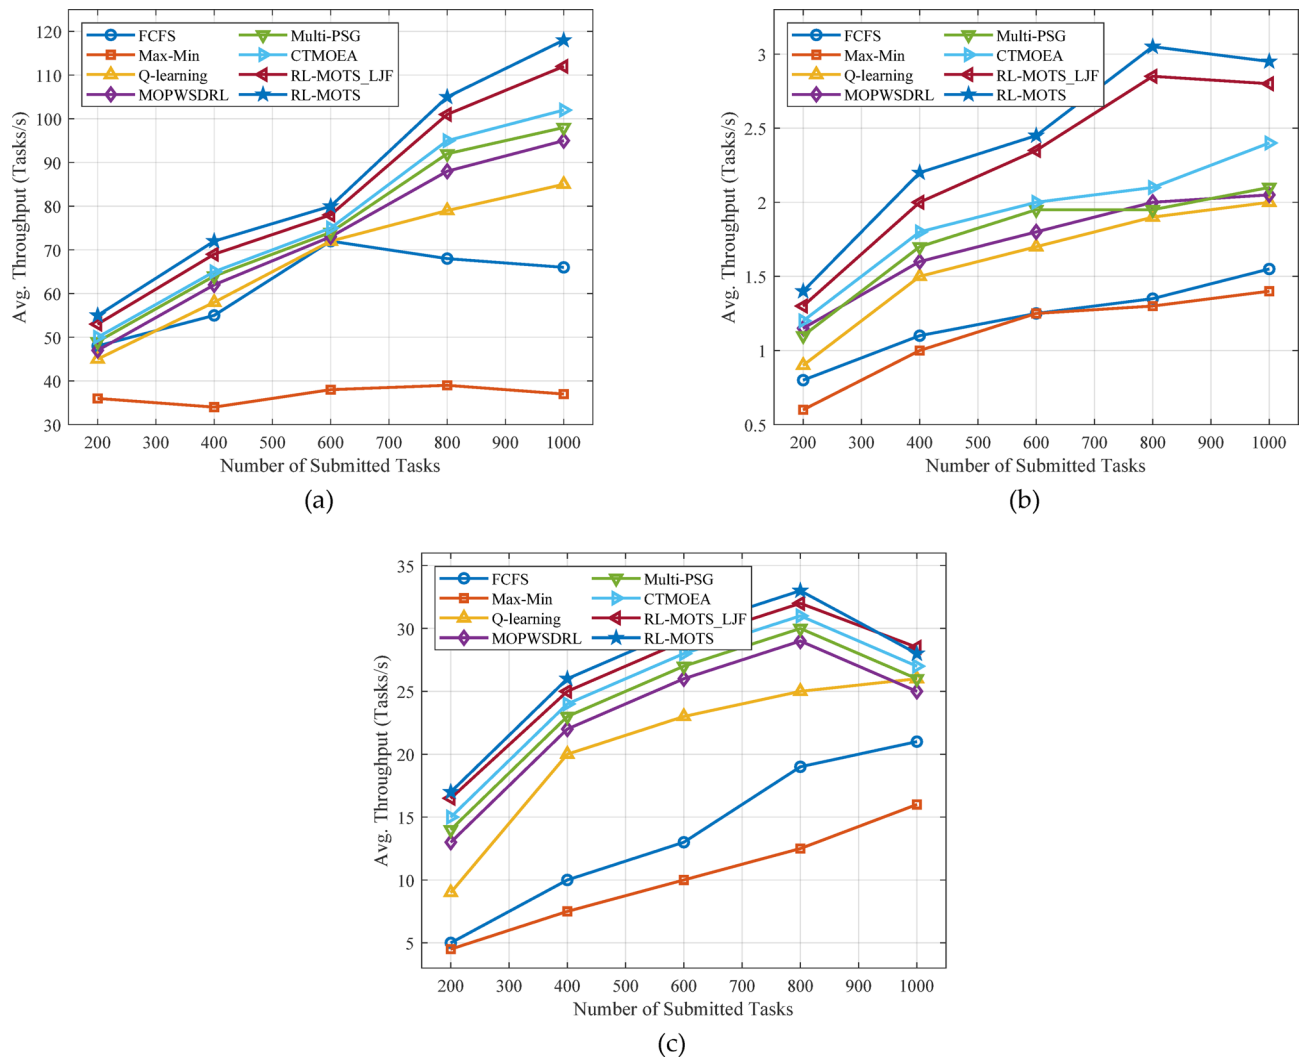 120
110
100
90
80
70
60
50
40
30
Avg. Throughput (Tasks/s)
FCFS
Max-Min
Q-learning
MOPWSDRL
Multi-PSG
CTMOEA
RL-MOTS_LJF
RL-MOTS
200 300 400 500 600 700 800 900 1000
Number of Submitted Tasks
(a)
3
2.5
2
1.5
1
0.5
Avg. Throughput (Tasks/s)
FCFS
Max-Min
Q-learning
MOPWSDRL
Multi-PSG
CTMOEA
RL-MOTS_LJF
RL-MOTS
200 300 400 500 600 700 800 900 1000
Number of Submitted Tasks
(b)
35
30
25
20
15
10
5
Avg. Throughput (Tasks/s)
FCFS
Max-Min
Q-learning
MOPWSDRL
Multi-PSG
CTMOEA
RL-MOTS_LJF
RL-MOTS
200 300 400 500 600 700 800 900 1000
Number of Submitted Tasks
(c)